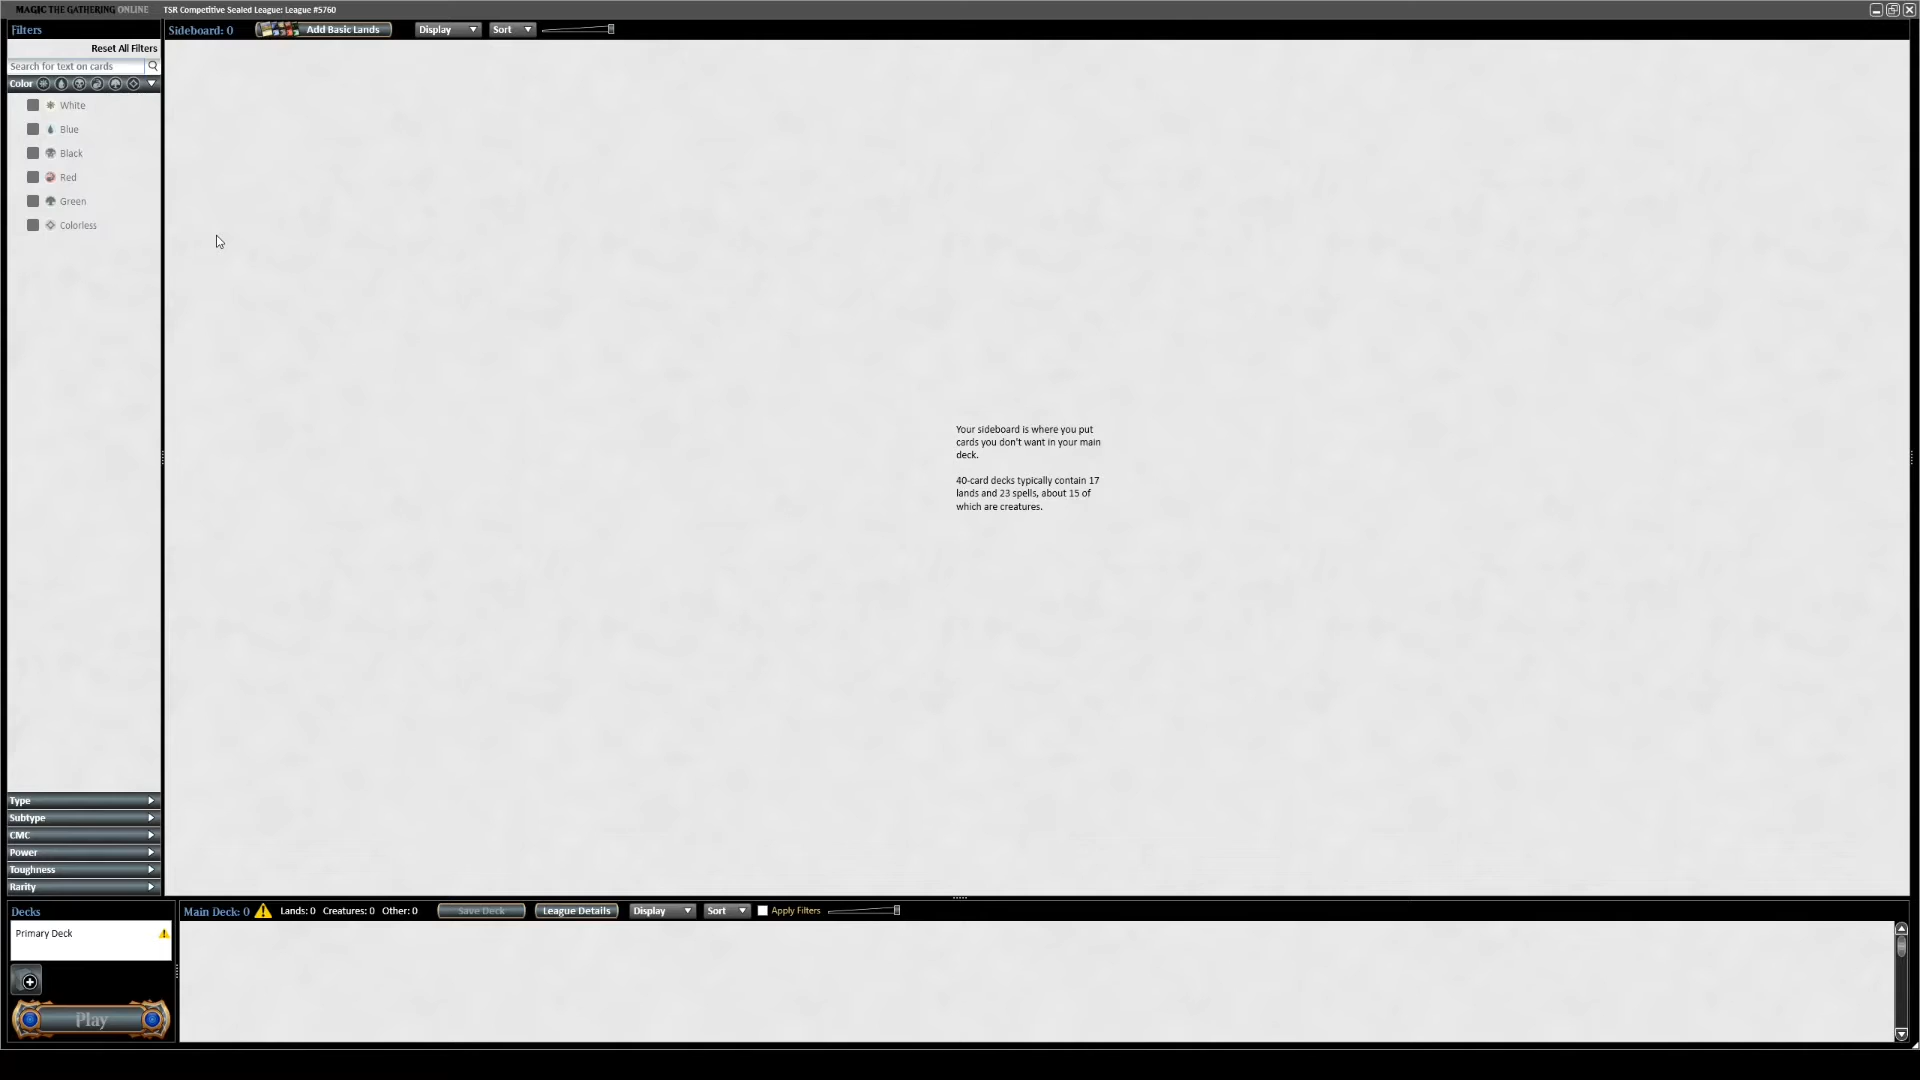 MAGIC THE GATHERING ONLINE TSR Competitive Sealed League: League #5760
Filters
Sideboard: 0 Add Basic Lands Display Sort
Reset All Filters
Search for text on cards
Color
White
Blue
Black
Red
Green
Colorless
Your sideboard is where you put
cards you don't want in your main
deck.
40-card decks typically contain 17
lands and 23 spells, about 15 of
which are creatures.
Type
Subtype
CMC
Power
Toughness
Rarity
Decks
Main Deck: 0 Lands: 0 Creatures: 0 Other: 0 Save Deck League Details Display Sort Apply Filters
Primary Deck
Play